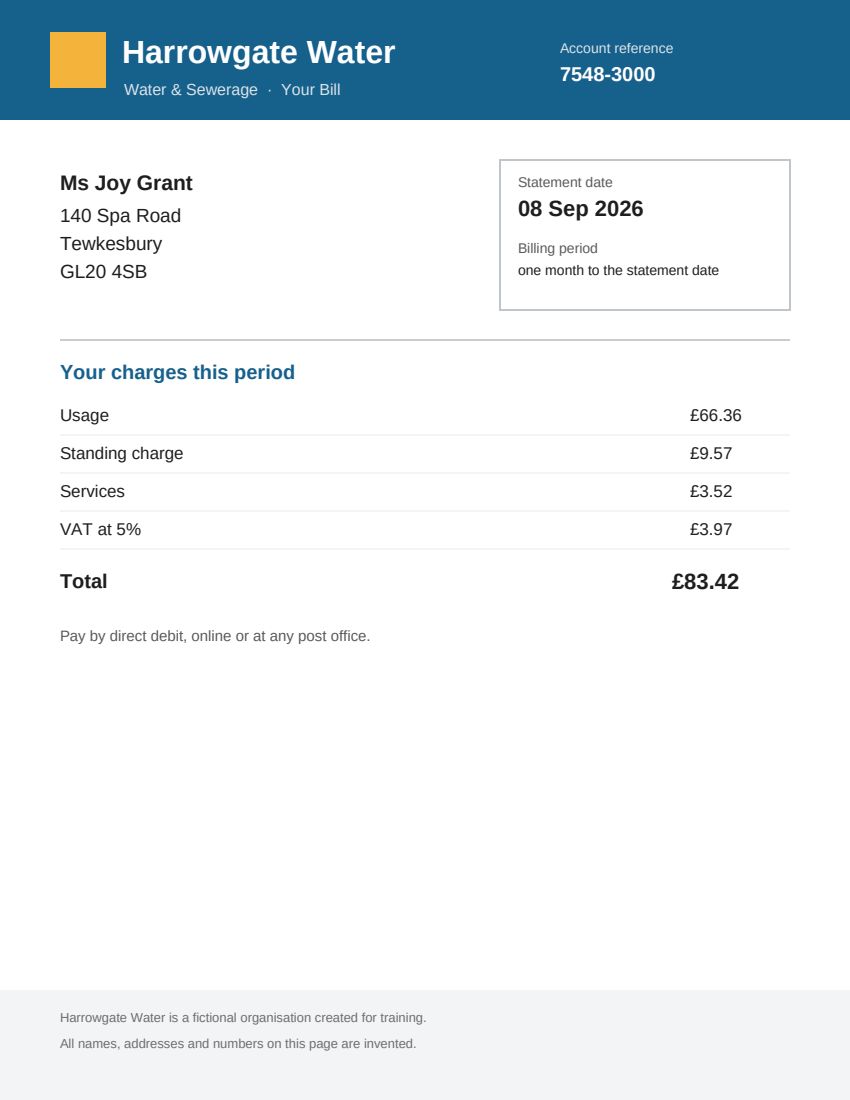 Harrowgate Water
Water & Sewerage · Your Bill
Account reference
7548-3000
Ms Joy Grant
140 Spa Road
Tewkesbury
GL20 4SB
Statement date
08 Sep 2026
Billing period
one month to the statement date
Your charges this period
Usage £66.36
Standing charge £9.57
Services £3.52
VAT at 5% £3.97
Total £83.42
Pay by direct debit, online or at any post office.
Harrowgate Water is a fictional organisation created for training.
All names, addresses and numbers on this page are invented.